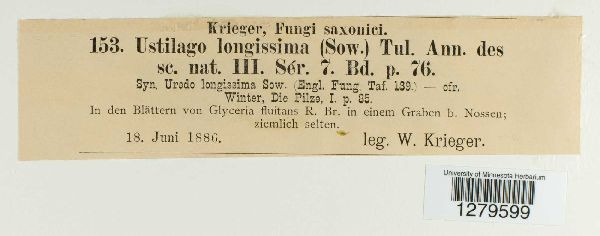 Krieger, Fungi saxonici.
153. Ustilago longissima (Sow.) Tul. Ann. des
sc. nat. III. Sér. 7. Bd. p. 76.
Syn. Uredo longissima Sow. (Engl. Fung. Taf. 139.) — cfr.
Winter, Die Pilze, I. p. 85.
In den Blättern von Glyceria fluitans R. Br. in einem Graben b. Nossen;
ziemlich selten.
18. Juni 1886. leg. W. Krieger.
University of Minnesota Herbarium
1279599